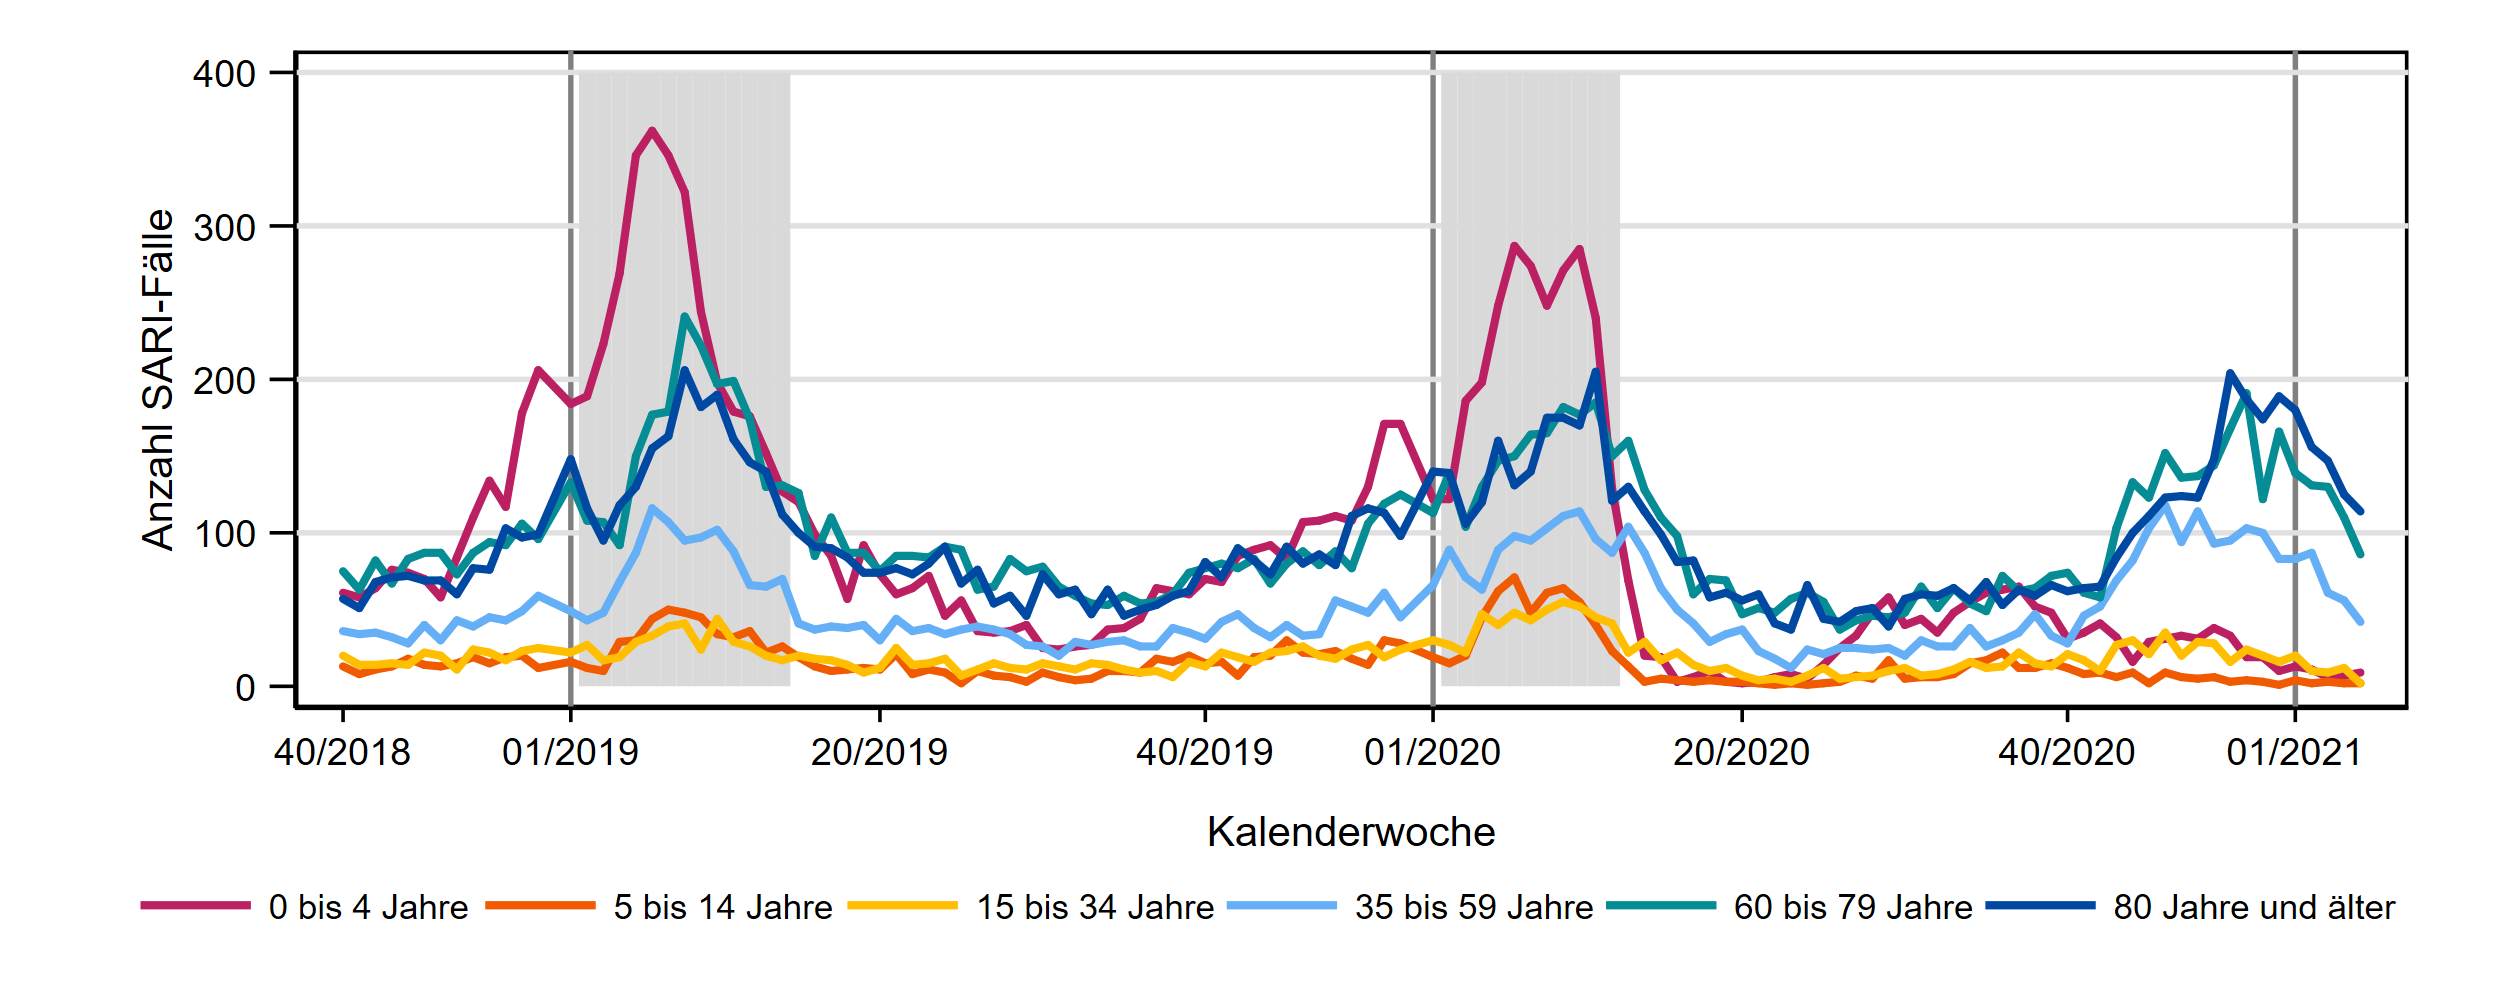 Anzahl SARI-Fälle
400
300
200
100
0
40/2018 01/2019 20/2019 40/2019 01/2020 20/2020 40/2020 01/2021
Kalenderwoche
0 bis 4 Jahre 5 bis 14 Jahre 15 bis 34 Jahre 35 bis 59 Jahre 60 bis 79 Jahre 80 Jahre und älter